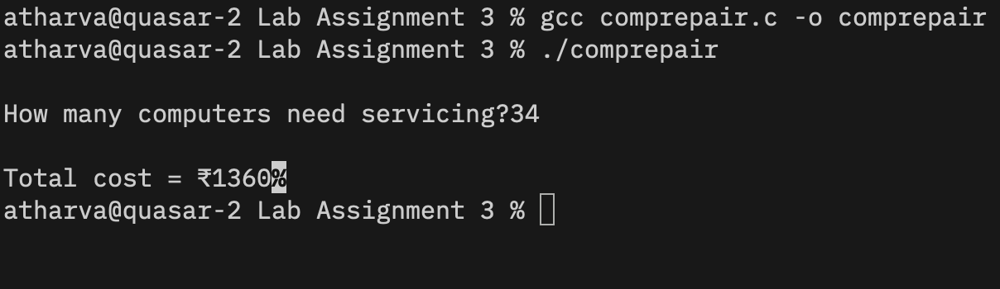 atharva@quasar-2 Lab Assignment 3 % gcc comprepair.c -o comprepair
atharva@quasar-2 Lab Assignment 3 % ./comprepair
How many computers need servicing?34
Total cost = ₹1360%
atharva@quasar-2 Lab Assignment 3 %